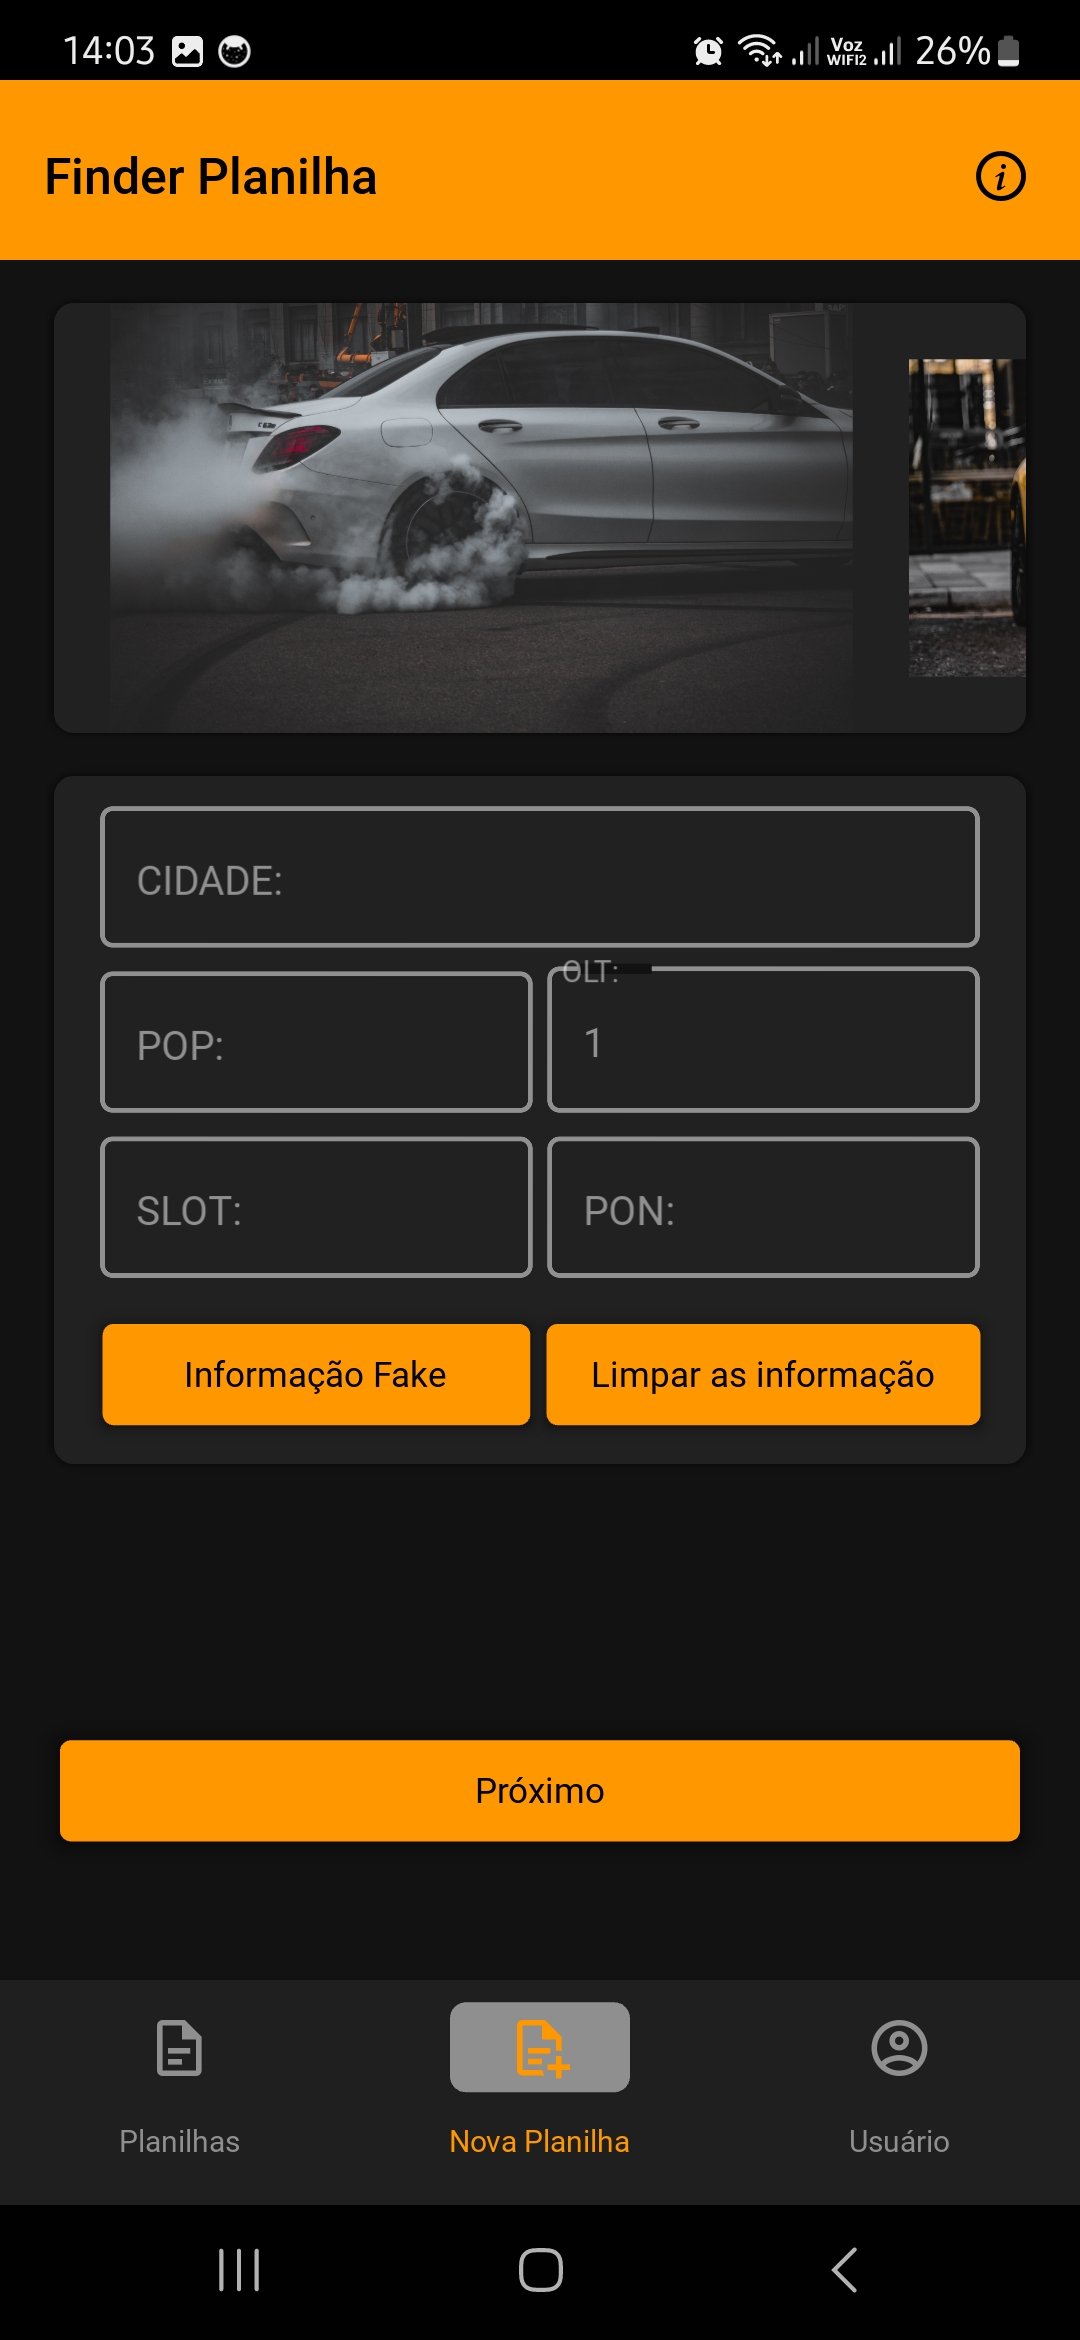 14:03
Voz
WIFI2
26%
Finder Planilha
CIDADE:
POP:
OLT:
1
SLOT:
PON:
Informação Fake
Limpar as informação
Próximo
Planilhas
Nova Planilha
Usuário